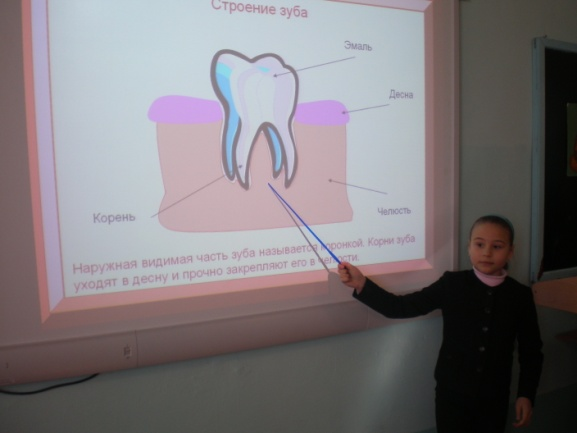 Строение зуба
Эмаль
Десна
Корень
Челюсть
Наружная видимая часть зуба называется коронкой. Корни зуба
уходят в десну и прочно закрепляют его в челюсти.